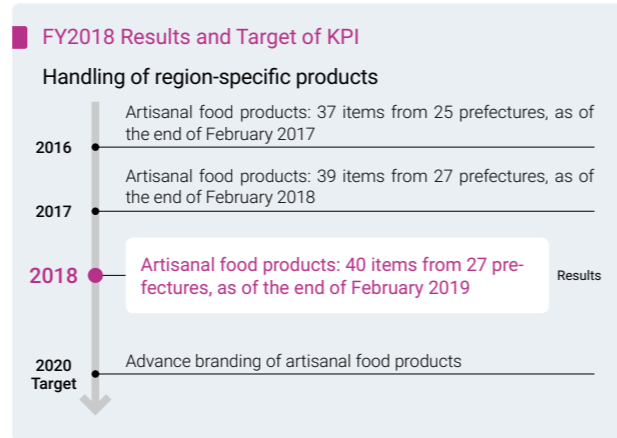 FY2018 Results and Target of KPI
Handling of region-specific products
Artisanal food products: 37 items from 25 prefectures, as of
the end of February 2017
2016
Artisanal food products: 39 items from 27 prefectures, as of
the end of February 2018
2017
2018
Artisanal food products: 40 items from 27 pre-
fectures, as of the end of February 2019
Results
2020
Target
Advance branding of artisanal food products